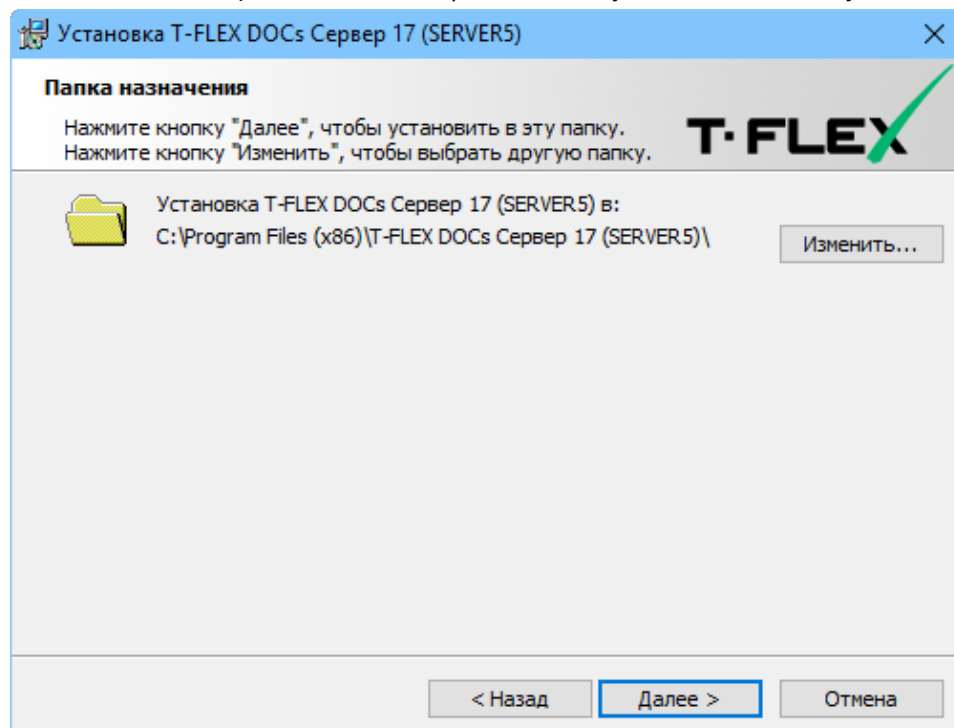 Установка T-FLEX DOCs Сервер 17 (SERVER5)
Папка назначения
Нажмите кнопку "Далее", чтобы установить в эту папку.
Нажмите кнопку "Изменить", чтобы выбрать другую папку.
T-FLEX
Установка T-FLEX DOCs Сервер 17 (SERVER5) в:
C:\Program Files (x86)\T-FLEX DOCs Сервер 17 (SERVER5)\
Изменить...
< Назад
Далее >
Отмена